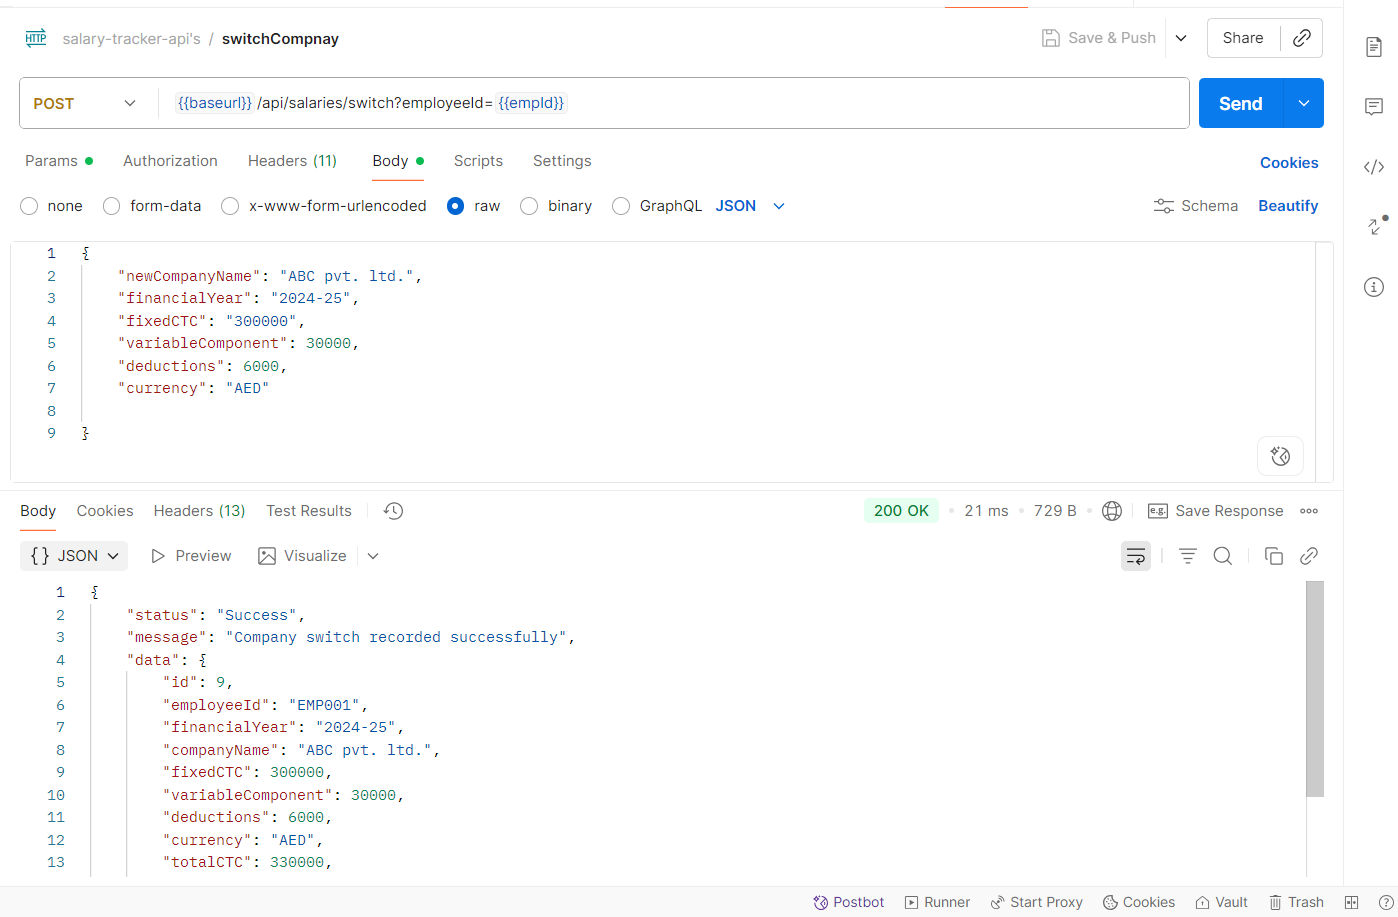 HTTP salary-tracker-api's / switchCompnay Save & Push Share
POST {{baseurl}} /api/salaries/switch?employeeId= {{empId}} Send
Params Authorization Headers (11) Body Scripts Settings Cookies
none form-data x-www-form-urlencoded raw binary GraphQL JSON Schema Beautify
1 {
2 "newCompanyName": "ABC pvt. ltd.",
3 "financialYear": "2024-25",
4 "fixedCTC": "300000",
5 "variableComponent": 30000,
6 "deductions": 6000,
7 "currency": "AED"
8
9 }
Body Cookies Headers (13) Test Results 200 OK 21 ms 729 B e.g. Save Response
{} JSON Preview Visualize
1 {
2 "status": "Success",
3 "message": "Company switch recorded successfully",
4 "data": {
5 "id": 9,
6 "employeeId": "EMP001",
7 "financialYear": "2024-25",
8 "companyName": "ABC pvt. ltd.",
9 "fixedCTC": 300000,
10 "variableComponent": 30000,
11 "deductions": 6000,
12 "currency": "AED",
13 "totalCTC": 330000,
Postbot Runner Start Proxy Cookies Vault Trash